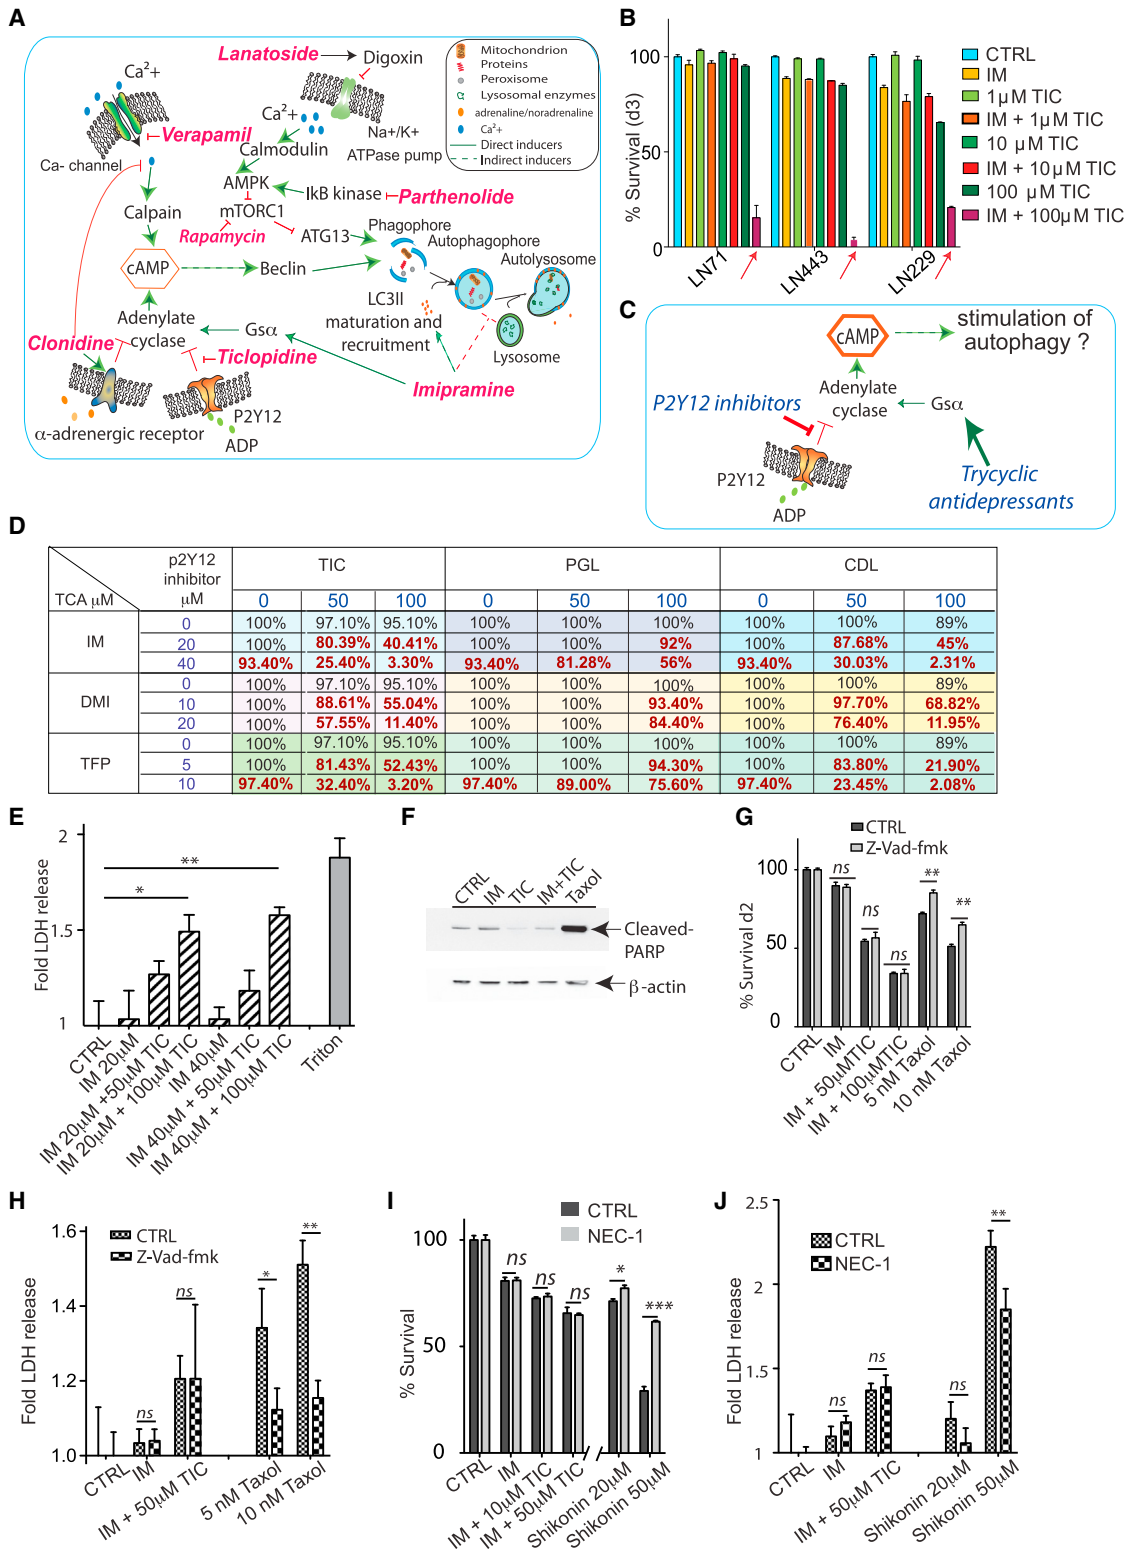 A
Lanatoside
Digoxin
Ca²+
Ca²+
Verapamil
Na+/K+
ATPase pump
Ca- channel
Calmodulin
AMPK
IkB kinase
Parthenolide
Calpain
mTORC1
Rapamycin
ATG13
Phagophore
Autophagophore
Autolysosome
cAMP
Beclin
LC3II
maturation and
recruitment
Lysosome
Adenylate
cyclase
Gsα
Clonidine
Ticlopidine
Imipramine
P2Y12
α-adrenergic receptor
ADP
Mitochondrion
Proteins
Peroxisome
Lysosomal enzymes
adrenaline/noradrenaline
Ca²+
Direct inducers
Indirect inducers
B
% Survival (d3)
100
50
0
LN71
LN443
LN229
CTRL
IM
1µM TIC
IM + 1µM TIC
10 µM TIC
IM + 10µM TIC
100 µM TIC
IM + 100µM TIC
C
cAMP
stimulation of
autophagy ?
Adenylate
cyclase
Gsα
P2Y12 inhibitors
P2Y12
ADP
Trycyclic
antidepressants
D
TCA µM
p2Y12
inhibitor
µM
TIC PGL CDL
0 50 100 0 50 100 0 50 100
IM
0 100% 97.10% 95.10% 100% 100% 100% 100% 100% 89%
20 100% 80.39% 40.41% 100% 100% 92% 100% 87.68% 45%
40 93.40% 25.40% 3.30% 93.40% 81.28% 56% 93.40% 30.03% 2.31%
DMI
0 100% 97.10% 95.10% 100% 100% 100% 100% 100% 89%
10 100% 88.61% 55.04% 100% 100% 93.40% 100% 97.70% 68.82%
20 100% 57.55% 11.40% 100% 100% 84.40% 100% 76.40% 11.95%
TFP
0 100% 97.10% 95.10% 100% 100% 100% 100% 100% 89%
5 100% 81.43% 52.43% 100% 100% 94.30% 100% 83.80% 21.90%
10 97.40% 32.40% 3.20% 97.40% 89.00% 75.60% 97.40% 23.45% 2.08%
E
Fold LDH release
2
1.5
1
**
*
CTRL
IM 20µM
IM 20µM +50µM TIC
IM 20µM + 100µM TIC
IM 40µM
IM 40µM + 50µM TIC
IM 40µM + 100µM TIC
Triton
F
CTRL
IM
TIC
IM+TIC
Taxol
Cleaved-
PARP
β-actin
G
CTRL
Z-Vad-fmk
% Survival d2
100
50
0
ns
ns
ns
**
**
CTRL
IM
IM + 50µMTIC
IM + 100µMTIC
5 nM Taxol
10 nM Taxol
H
CTRL
Z-Vad-fmk
Fold LDH release
1.6
1.4
1.2
1.0
ns
ns
*
**
CTRL
IM
IM + 50µM TIC
5 nM Taxol
10 nM Taxol
I
CTRL
NEC-1
% Survival
100
50
0
ns
ns
ns
*
***
CTRL
IM
IM + 10µM TIC
IM + 50µM TIC
Shikonin 20µM
Shikonin 50µM
J
CTRL
NEC-1
Fold LDH release
2.5
2
1.5
1
ns
ns
ns
**
CTRL
IM
IM + 50µM TIC
Shikonin 20µM
Shikonin 50µM